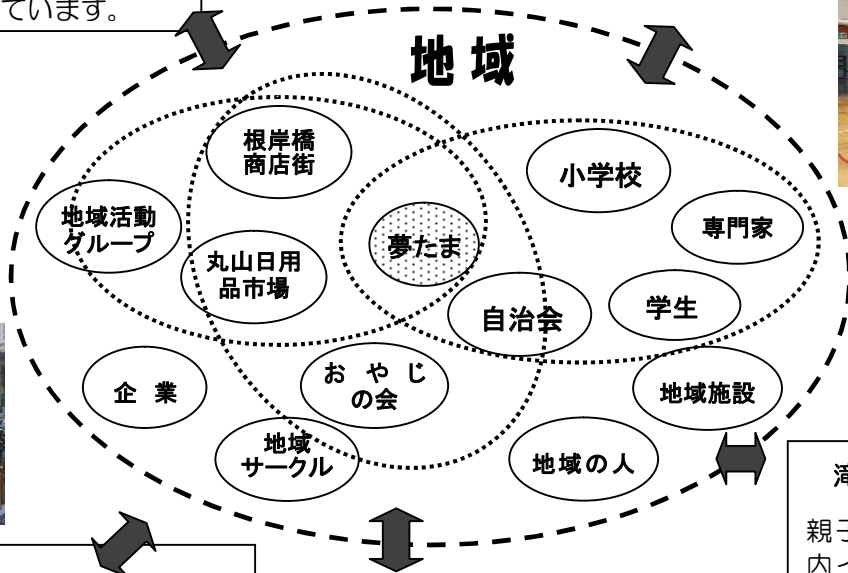 ています。
地域
根岸橋
商店街
小学校
地域活動
グループ
専門家
夢たま
丸山日用
品市場
学生
自治会
おやじ
の会
企業
地域施設
地域
サークル
地域の人
滝
親子
内